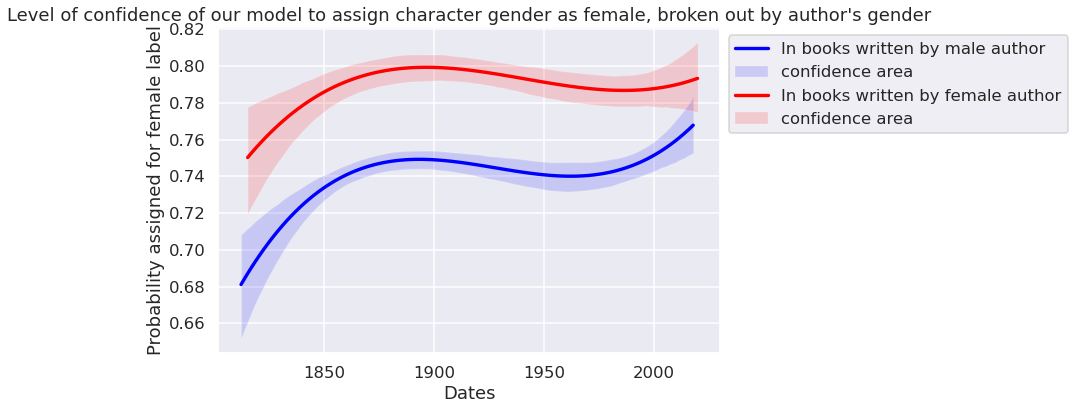 Level of confidence of our model to assign character gender as female, broken out by author's gender
Probability assigned for female label
0.82
0.80
0.78
0.76
0.74
0.72
0.70
0.68
0.66
1850
1900
1950
2000
Dates
In books written by male author
confidence area
In books written by female author
confidence area